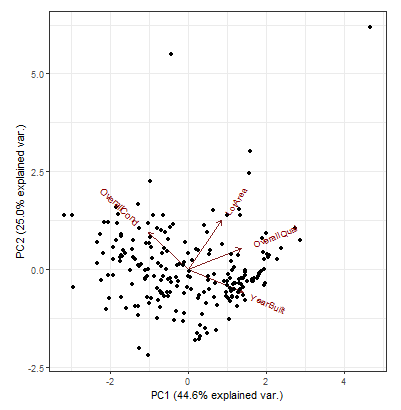 5.0
2.5
0.0
-2.5
PC2 (25.0% explained var.)
OverallCond
LotArea
OverallQual
YearBuilt
-2
0
2
4
PC1 (44.6% explained var.)